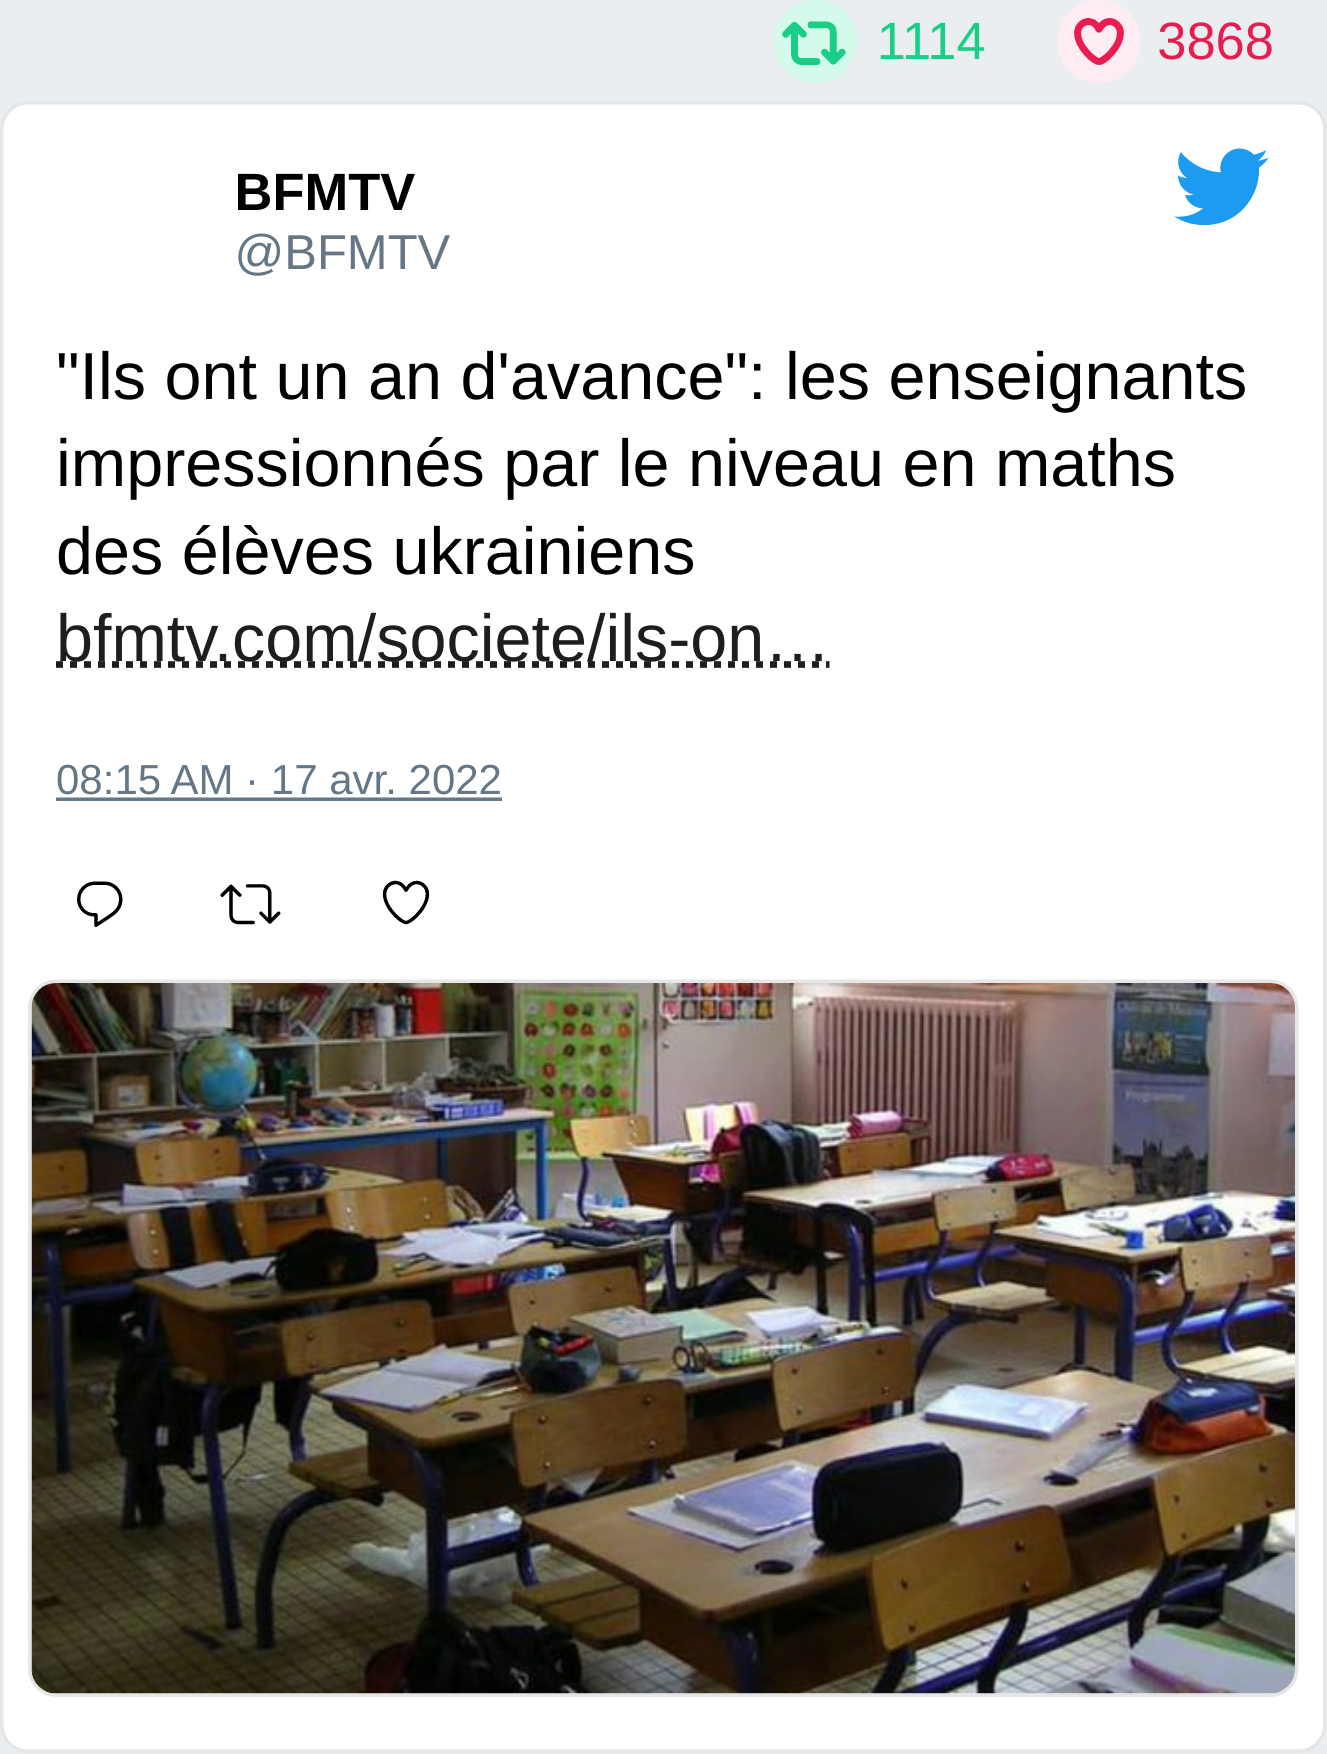 1114 3868
BFMTV
@BFMTV
"Ils ont un an d'avance": les enseignants
impressionnés par le niveau en maths
des élèves ukrainiens
bfmtv.com/societe/ils-on…
08:15 AM · 17 avr. 2022
Programme